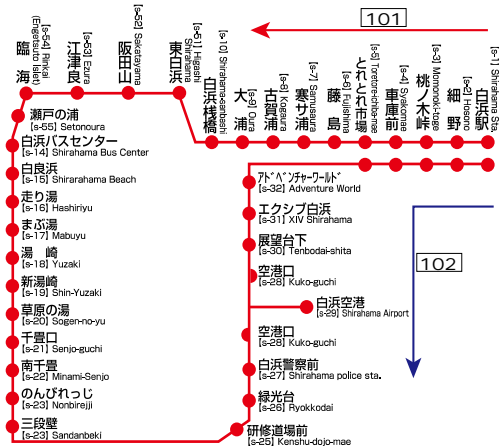 101
臨海
[s-54] Rinkai
(Engetsuto Islet)
江津良
[s-53] Ezura
阪田山
[s-52] Sakatayama
東白浜
[s-51] Higashi
Shirahama
白浜桟橋
[s-10] Shirahama-sanbashi
大浦
[s-9] Oura
古賀浦
[s-8] Kogaura
寒サ浦
[s-7] Samusaura
藤島
[s-6] Fujishima
とれとれ市場
[s-5] Toretore-ichiba-mae
車庫前
[s-4] Syakomae
桃ノ木峠
[s-3] Momonoki-toge
細野
[s-2] Hosono
白浜駅
[s-1] Shirahama Sta.
瀬戸の浦
[s-55] Setonoura
白浜バスセンター
[s-14] Shirahama Bus Center
白良浜
[s-15] Shirarahama Beach
走り湯
[s-16] Hashiriyu
まぶ湯
[s-17] Mabuyu
湯崎
[s-18] Yuzaki
新湯崎
[s-19] Shin-Yuzaki
草原の湯
[s-20] Sogen-no-yu
千畳口
[s-21] Senjo-guchi
南千畳
[s-22] Minami-Senjo
のんびれっじ
[s-23] Nonbirejji
三段壁
[s-23] Sandanbeki
アドベンチャーワールド
[s-32] Adventure World
エクシブ白浜
[s-31] XIV Shirahama
展望台下
[s-30] Tenbodai-shita
空港口
[s-28] Kuko-guchi
白浜空港
[s-29] Shirahama Airport
空港口
[s-28] Kuko-guchi
白浜警察前
[s-27] Shirahama police sta.
緑光台
[s-26] Ryokkodai
研修道場前
[s-25] Kenshu-dojo-mae
102